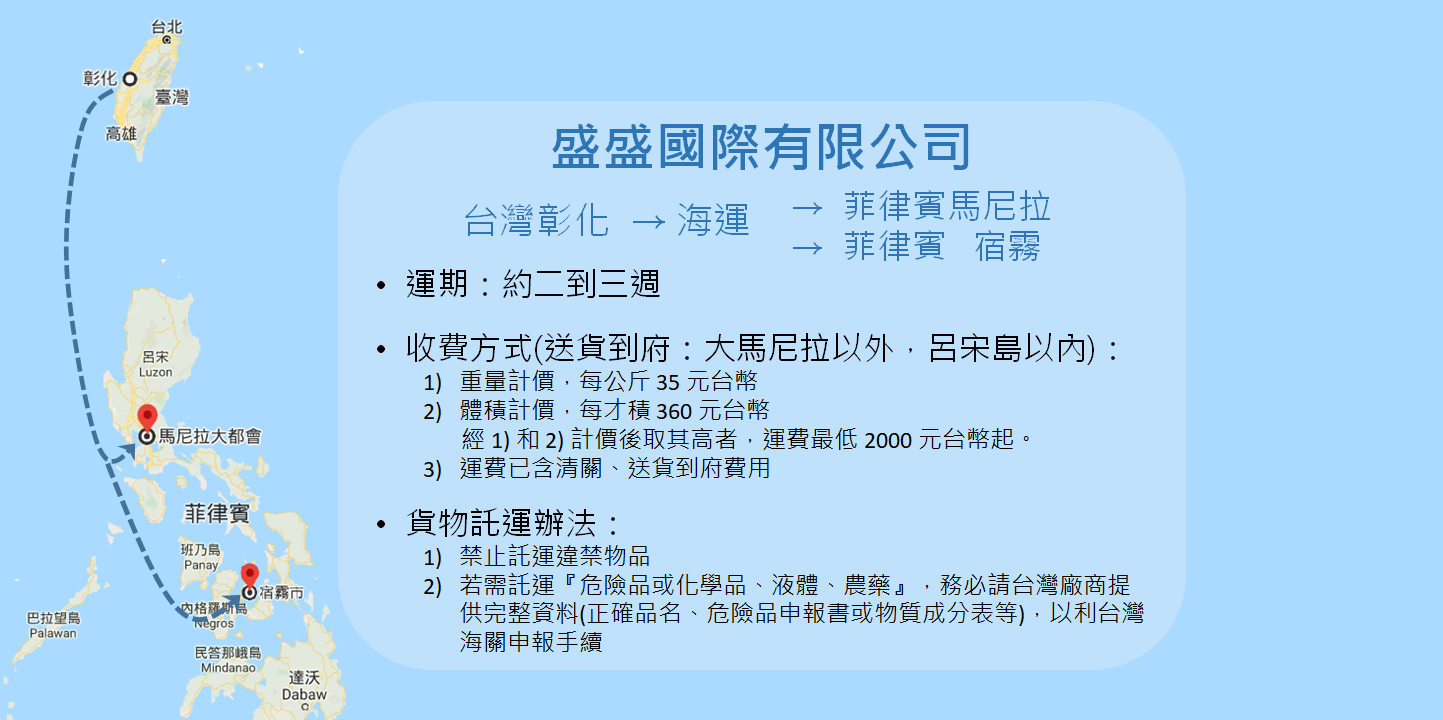 台北
彰化
臺灣
高雄
盛盛國際有限公司
台灣彰化 → 海運
→ 菲律賓馬尼拉
→ 菲律賓 宿霧
• 運期：約二到三週
• 收費方式(送貨到府：大馬尼拉以外，呂宋島以內)：
1) 重量計價，每公斤 35 元台幣
2) 體積計價，每才積 360 元台幣
經 1) 和 2) 計價後取其高者，運費最低 2000 元台幣起。
3) 運費已含清關、送貨到府費用
• 貨物託運辦法：
1) 禁止託運違禁物品
2) 若需託運『危險品或化學品、液體、農藥』，務必請台灣廠商提
供完整資料(正確品名、危險品申報書或物質成分表等)，以利台灣
海關申報手續
呂宋
Luzon
馬尼拉大都會
菲律賓
班乃島
Panay
宿霧市
內格羅斯島
Negros
巴拉望島
Palawan
民答那峨島
Mindanao
達沃
Dabaw